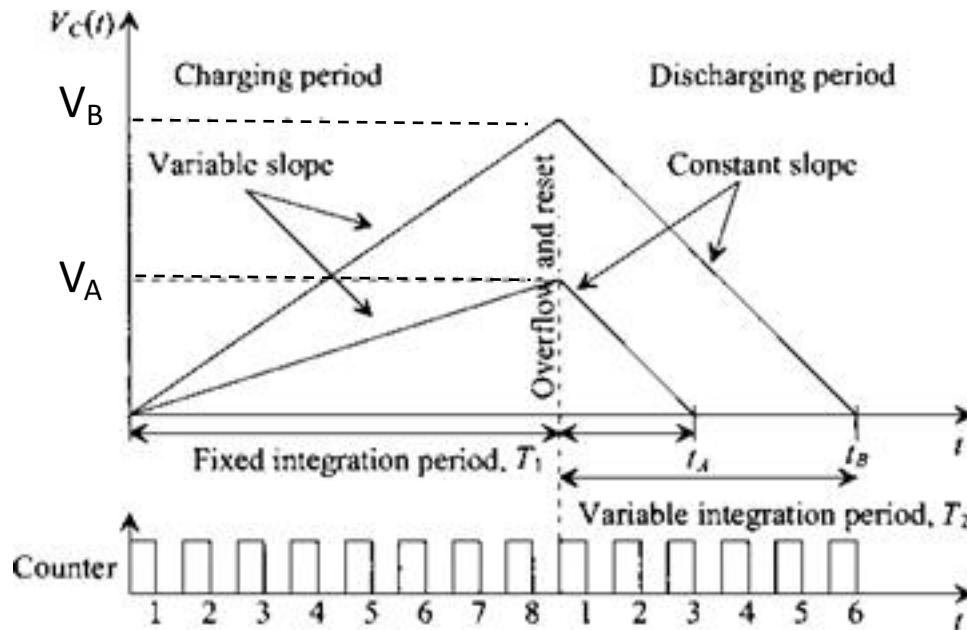 V_C(t)
Charging period
Discharging period
V_B
Variable slope
Constant slope
V_A
Overflow and reset
Fixed integration period, T_1
t_A
t_B
t
Variable integration period, T_2
Counter
1 2 3 4 5 6 7 8 1 2 3 4 5 6
t